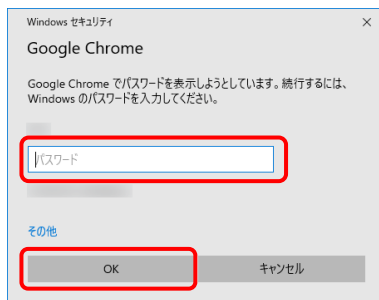 Windows セキュリティ
Google Chrome
Google Chrome でパスワードを表示しようとしています。続行するには、
Windows のパスワードを入力してください。
パスワード
その他
OK キャンセル